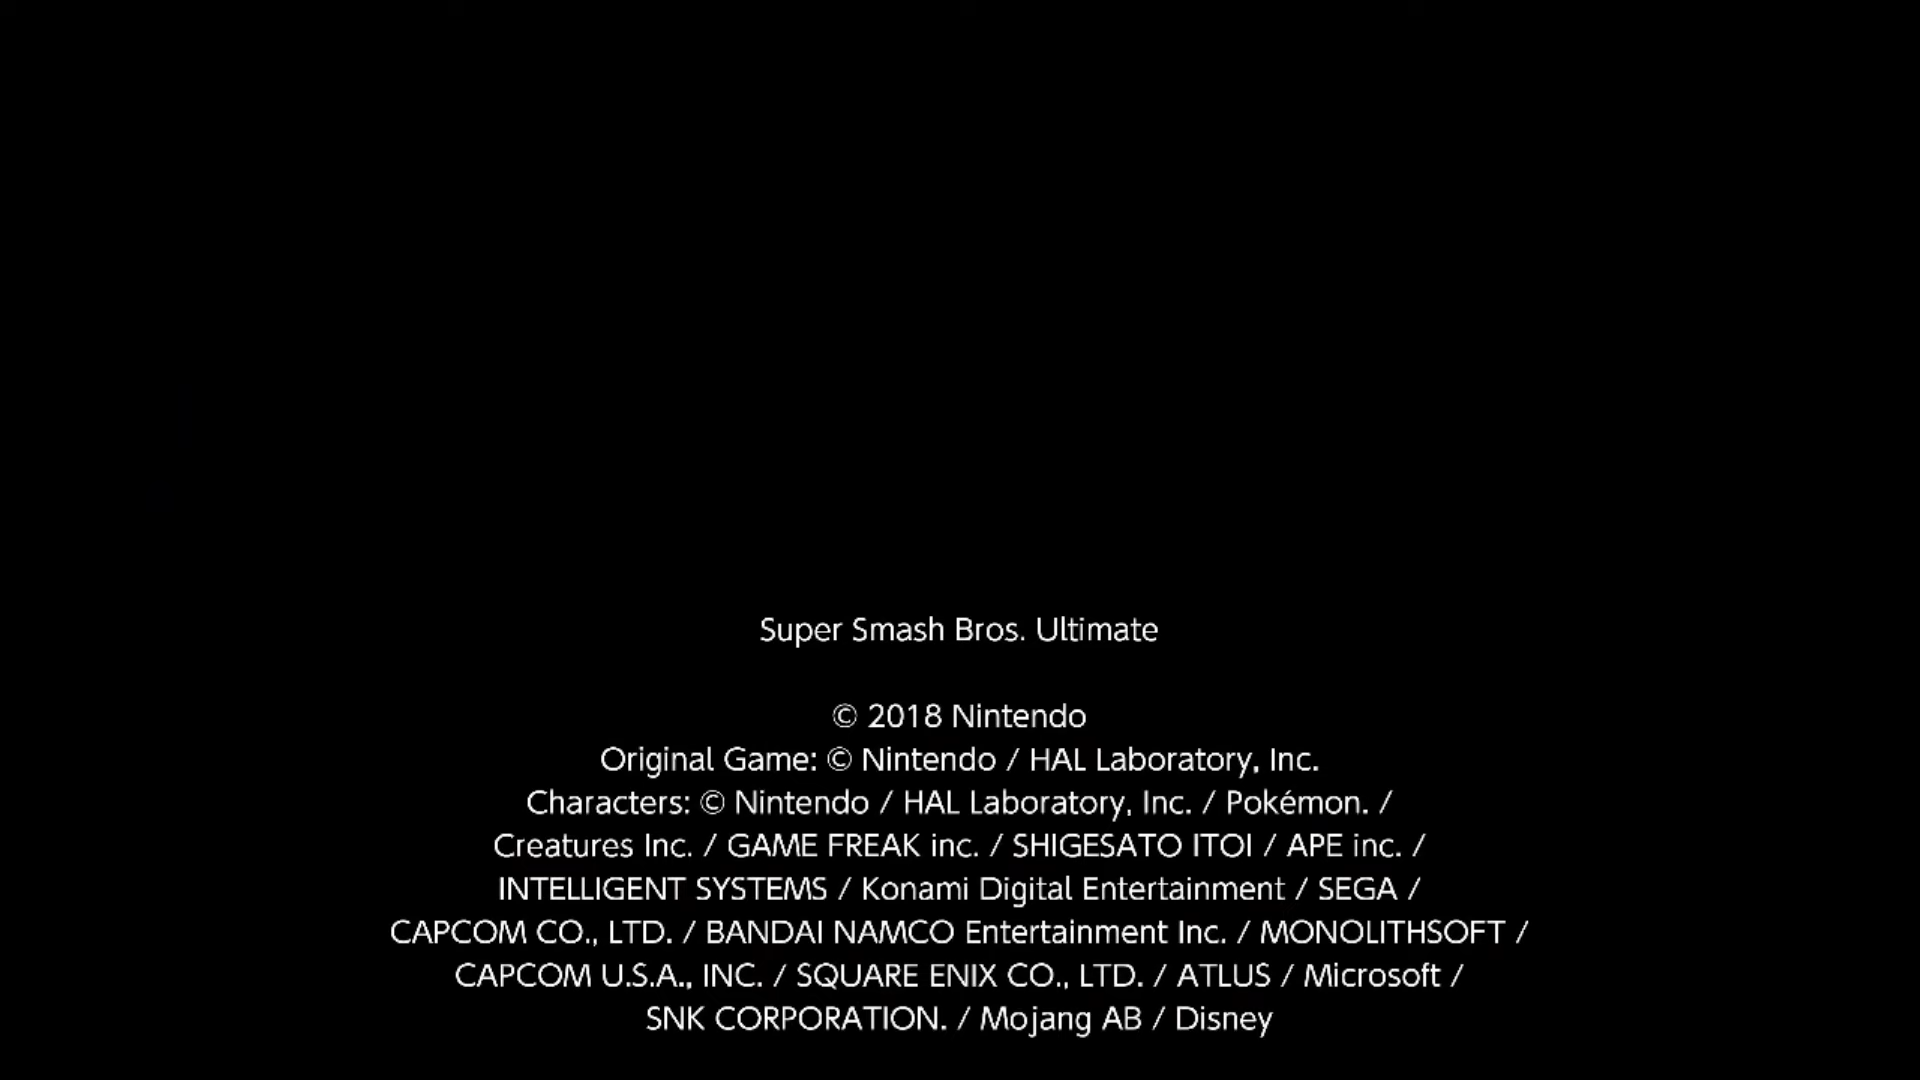 Super Smash Bros. Ultimate
© 2018 Nintendo
Original Game: © Nintendo / HAL Laboratory, Inc.
Characters: © Nintendo / HAL Laboratory, Inc. / Pokémon. /
Creatures Inc. / GAME FREAK inc. / SHIGESATO ITOI / APE inc. /
INTELLIGENT SYSTEMS / Konami Digital Entertainment / SEGA /
CAPCOM CO., LTD. / BANDAI NAMCO Entertainment Inc. / MONOLITHSOFT /
CAPCOM U.S.A., INC. / SQUARE ENIX CO., LTD. / ATLUS / Microsoft /
SNK CORPORATION. / Mojang AB / Disney